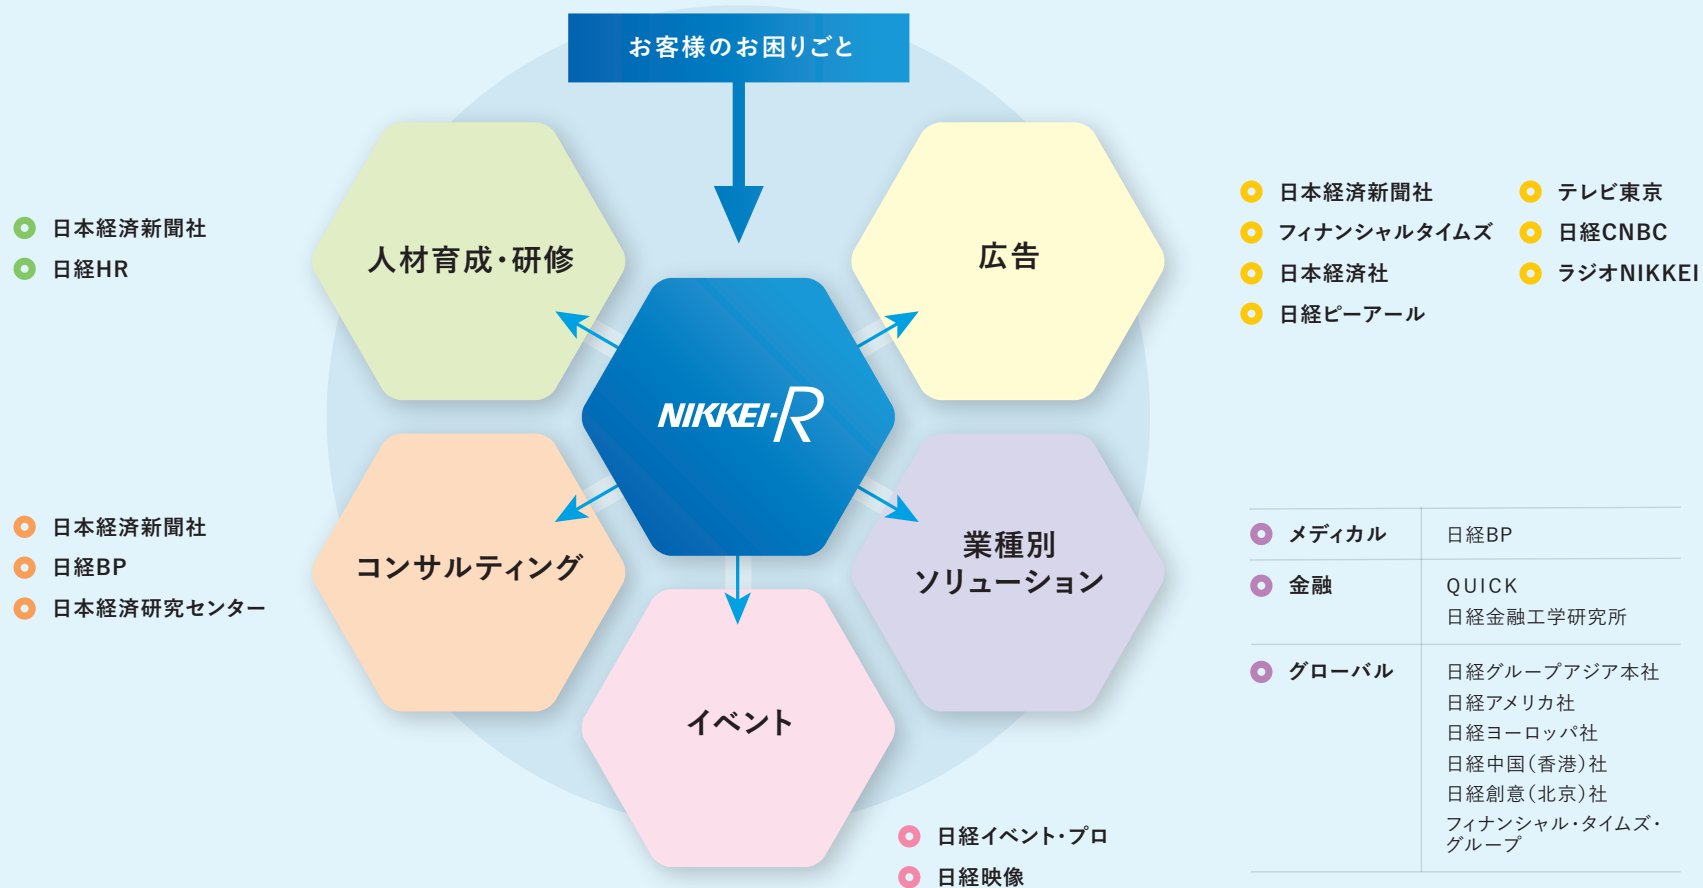 お客様のお困りごと
人材育成・研修
日本経済新聞社
日経HR
広告
日本経済新聞社
フィナンシャルタイムズ
日本経済社
日経ピーアール
テレビ東京
日経CNBC
ラジオNIKKEI
NIKKEI-R
コンサルティング
日本経済新聞社
日経BP
日本経済研究センター
業種別
ソリューション
メディカル 日経BP
金融 QUICK
日経金融工学研究所
グローバル 日経グループアジア本社
日経アメリカ社
日経ヨーロッパ社
日経中国(香港)社
日経創意(北京)社
フィナンシャル・タイムズ・
グループ
イベント
日経イベント・プロ
日経映像